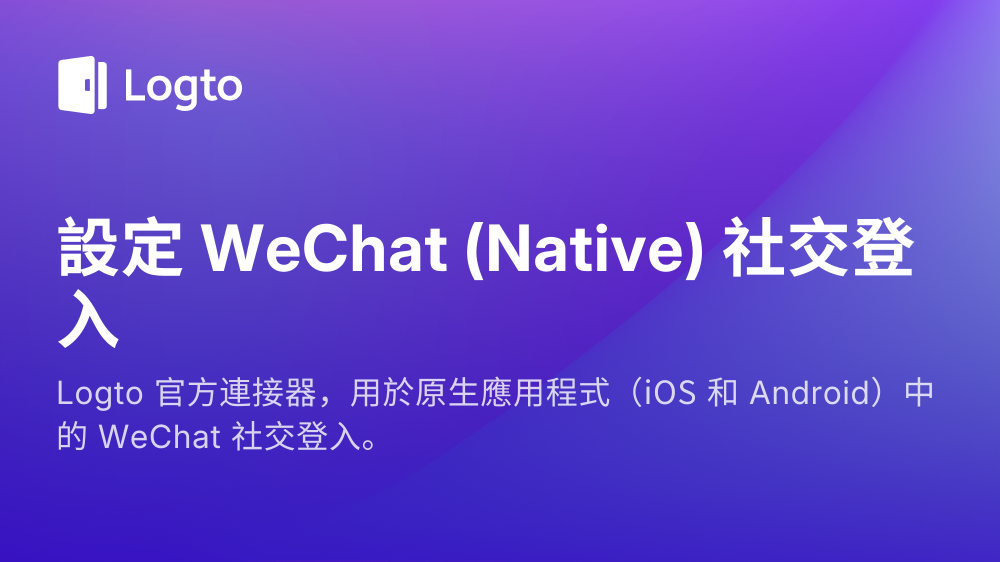 Logto
設定 WeChat (Native) 社交登
入
Logto 官方連接器，用於原生應用程式（iOS 和 Android）中
的 WeChat 社交登入。